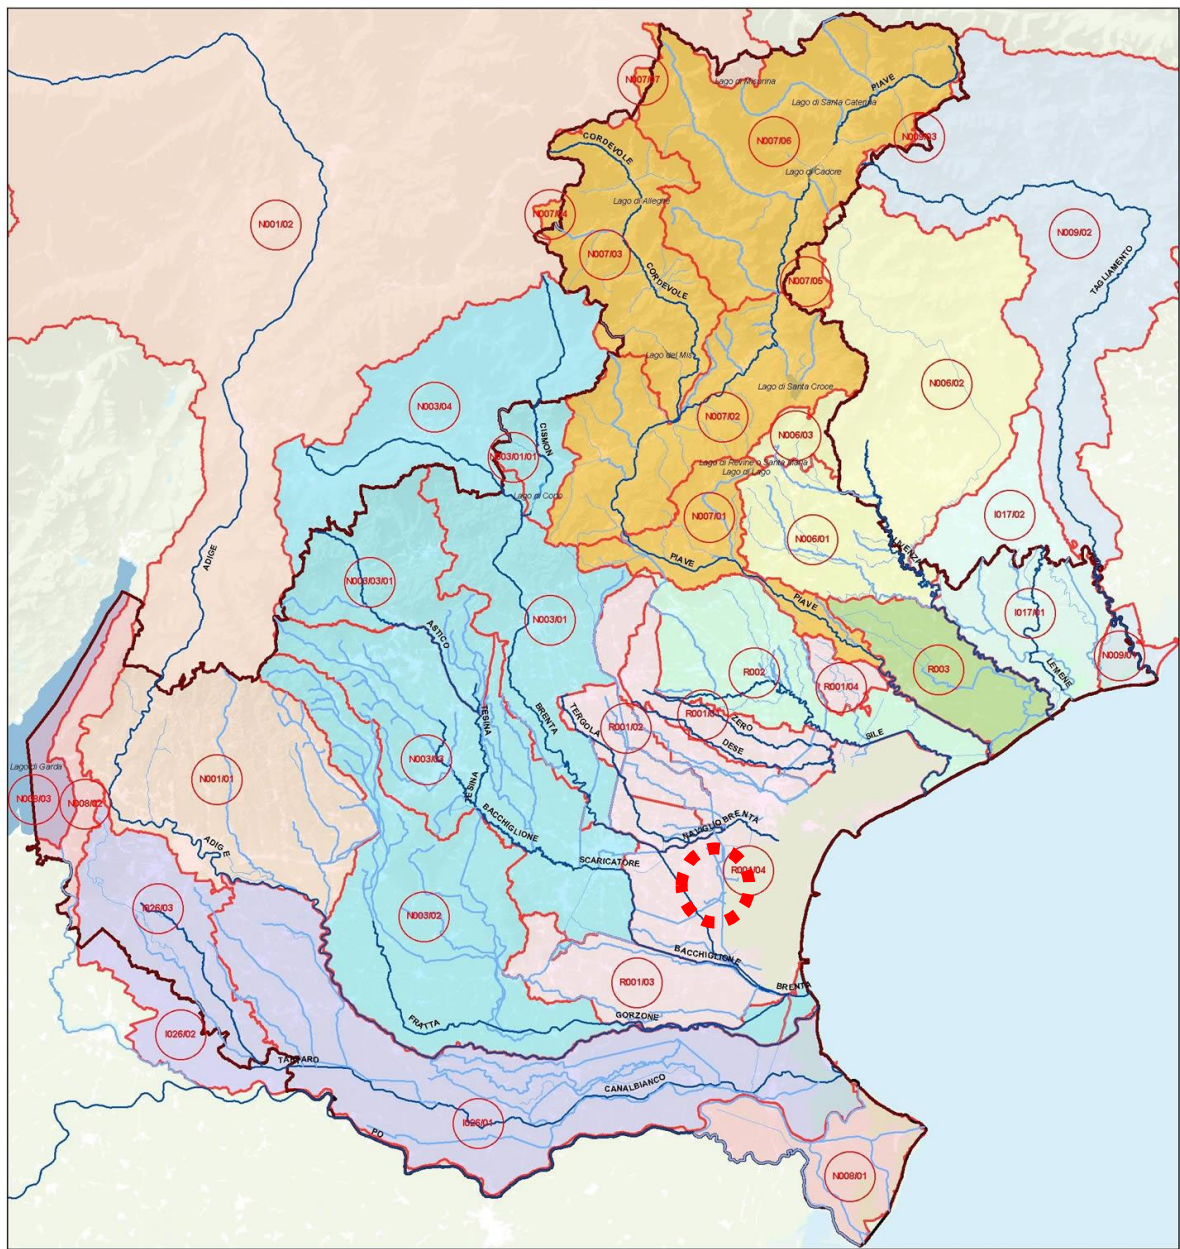 N007/07
Lago di Misurina
PIAVE
Lago di Santa Caterina
N007/06
N009/03
CORDEVOLE
Lago di Cadore
N001/02
N007/04
Lago di Alleghe
N009/02
N007/03
TAGLIAMENTO
CORDEVOLE
N007/05
Lago del Mis
Lago di Santa Croce
N006/02
N003/04
N007/02
CISMON
N006/03
N003/01/01
Lago di Revine o Santa Maria
Lago di Lago
Lago di Corlo
N007/01
I017/02
N006/01
ADIGE
PIAVE
LIVENZA
N003/03/01
PIAVE
N003/01
I017/01
ASTICO
N009/01
R003
R002
LEMENE
R001/04
TESINA
BRENTA
TERGOLA
R001/02
R001/01
ZERO
DESE
SILE
N003/03
Lago di Garda
N001/01
TESINA
N008/03
N008/02
BACCHIGLIONE
NAVIGLIO BRENTA
ADIGE
SCARICATORE
R001/04
I026/03
N003/02
BACCHIGLIONE
R001/03
BRENTA
GORZONE
FRATTA
I026/02
TARTARO
CANALBIANCO
I026/01
PO
N008/01